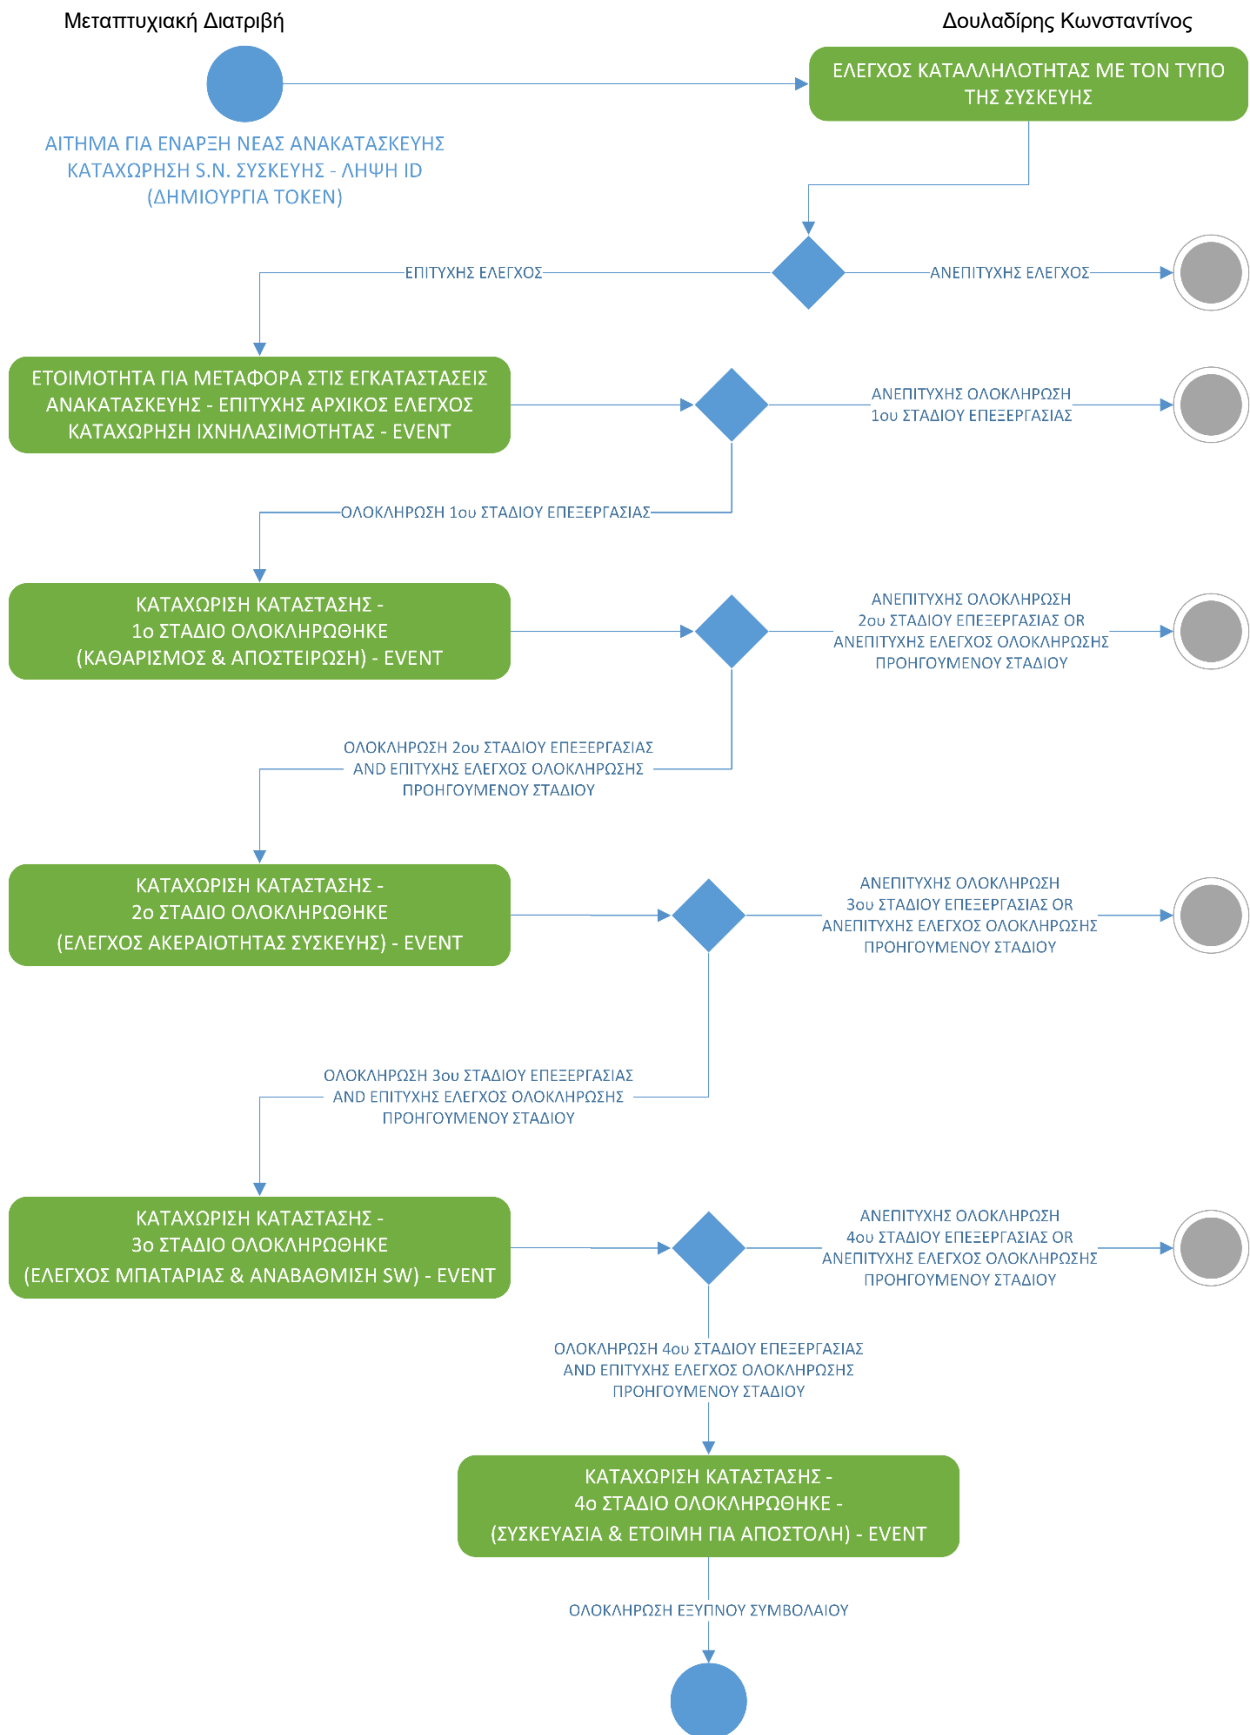 Μεταπτυχιακή Διατριβή
Δουλαδίρης Κωνσταντίνος
ΕΛΕΓΧΟΣ ΚΑΤΑΛΛΗΛΟΤΗΤΑΣ ΜΕ ΤΟΝ ΤΥΠΟ
ΤΗΣ ΣΥΣΚΕΥΗΣ
ΑΙΤΗΜΑ ΓΙΑ ΕΝΑΡΞΗ ΝΕΑΣ ΑΝΑΚΑΤΑΣΚΕΥΗΣ
ΚΑΤΑΧΩΡΗΣΗ S.N. ΣΥΣΚΕΥΗΣ - ΛΗΨΗ ID
(ΔΗΜΙΟΥΡΓΙΑ TOKEN)
ΕΠΙΤΥΧΗΣ ΕΛΕΓΧΟΣ
ΑΝΕΠΙΤΥΧΗΣ ΕΛΕΓΧΟΣ
ΕΤΟΙΜΟΤΗΤΑ ΓΙΑ ΜΕΤΑΦΟΡΑ ΣΤΙΣ ΕΓΚΑΤΑΣΤΑΣΕΙΣ
ΑΝΑΚΑΤΑΣΚΕΥΗΣ - ΕΠΙΤΥΧΗΣ ΑΡΧΙΚΟΣ ΕΛΕΓΧΟΣ
ΚΑΤΑΧΩΡΗΣΗ ΙΧΝΗΛΑΣΙΜΟΤΗΤΑΣ - EVENT
ΑΝΕΠΙΤΥΧΗΣ ΟΛΟΚΛΗΡΩΣΗ
1ου ΣΤΑΔΙΟΥ ΕΠΕΞΕΡΓΑΣΙΑΣ
ΟΛΟΚΛΗΡΩΣΗ 1ου ΣΤΑΔΙΟΥ ΕΠΕΞΕΡΓΑΣΙΑΣ
ΚΑΤΑΧΩΡΙΣΗ ΚΑΤΑΣΤΑΣΗΣ -
1ο ΣΤΑΔΙΟ ΟΛΟΚΛΗΡΩΘΗΚΕ
(ΚΑΘΑΡΙΣΜΟΣ & ΑΠΟΣΤΕΙΡΩΣΗ) - EVENT
ΑΝΕΠΙΤΥΧΗΣ ΟΛΟΚΛΗΡΩΣΗ
2ου ΣΤΑΔΙΟΥ ΕΠΕΞΕΡΓΑΣΙΑΣ OR
ΑΝΕΠΙΤΥΧΗΣ ΕΛΕΓΧΟΣ ΟΛΟΚΛΗΡΩΣΗΣ
ΠΡΟΗΓΟΥΜΕΝΟΥ ΣΤΑΔΙΟΥ
ΟΛΟΚΛΗΡΩΣΗ 2ου ΣΤΑΔΙΟΥ ΕΠΕΞΕΡΓΑΣΙΑΣ
AND ΕΠΙΤΥΧΗΣ ΕΛΕΓΧΟΣ ΟΛΟΚΛΗΡΩΣΗΣ
ΠΡΟΗΓΟΥΜΕΝΟΥ ΣΤΑΔΙΟΥ
ΚΑΤΑΧΩΡΙΣΗ ΚΑΤΑΣΤΑΣΗΣ -
2ο ΣΤΑΔΙΟ ΟΛΟΚΛΗΡΩΘΗΚΕ
(ΕΛΕΓΧΟΣ ΑΚΕΡΑΙΟΤΗΤΑΣ ΣΥΣΚΕΥΗΣ) - EVENT
ΑΝΕΠΙΤΥΧΗΣ ΟΛΟΚΛΗΡΩΣΗ
3ου ΣΤΑΔΙΟΥ ΕΠΕΞΕΡΓΑΣΙΑΣ OR
ΑΝΕΠΙΤΥΧΗΣ ΕΛΕΓΧΟΣ ΟΛΟΚΛΗΡΩΣΗΣ
ΠΡΟΗΓΟΥΜΕΝΟΥ ΣΤΑΔΙΟΥ
ΟΛΟΚΛΗΡΩΣΗ 3ου ΣΤΑΔΙΟΥ ΕΠΕΞΕΡΓΑΣΙΑΣ
AND ΕΠΙΤΥΧΗΣ ΕΛΕΓΧΟΣ ΟΛΟΚΛΗΡΩΣΗΣ
ΠΡΟΗΓΟΥΜΕΝΟΥ ΣΤΑΔΙΟΥ
ΚΑΤΑΧΩΡΙΣΗ ΚΑΤΑΣΤΑΣΗΣ -
3ο ΣΤΑΔΙΟ ΟΛΟΚΛΗΡΩΘΗΚΕ
(ΕΛΕΓΧΟΣ ΜΠΑΤΑΡΙΑΣ & ΑΝΑΒΑΘΜΙΣΗ SW) - EVENT
ΑΝΕΠΙΤΥΧΗΣ ΟΛΟΚΛΗΡΩΣΗ
4ου ΣΤΑΔΙΟΥ ΕΠΕΞΕΡΓΑΣΙΑΣ OR
ΑΝΕΠΙΤΥΧΗΣ ΕΛΕΓΧΟΣ ΟΛΟΚΛΗΡΩΣΗΣ
ΠΡΟΗΓΟΥΜΕΝΟΥ ΣΤΑΔΙΟΥ
ΟΛΟΚΛΗΡΩΣΗ 4ου ΣΤΑΔΙΟΥ ΕΠΕΞΕΡΓΑΣΙΑΣ
AND ΕΠΙΤΥΧΗΣ ΕΛΕΓΧΟΣ ΟΛΟΚΛΗΡΩΣΗΣ
ΠΡΟΗΓΟΥΜΕΝΟΥ ΣΤΑΔΙΟΥ
ΚΑΤΑΧΩΡΙΣΗ ΚΑΤΑΣΤΑΣΗΣ -
4ο ΣΤΑΔΙΟ ΟΛΟΚΛΗΡΩΘΗΚΕ -
(ΣΥΣΚΕΥΑΣΙΑ & ΕΤΟΙΜΗ ΓΙΑ ΑΠΟΣΤΟΛΗ) - EVENT
ΟΛΟΚΛΗΡΩΣΗ ΕΞΥΠΝΟΥ ΣΥΜΒΟΛΑΙΟΥ